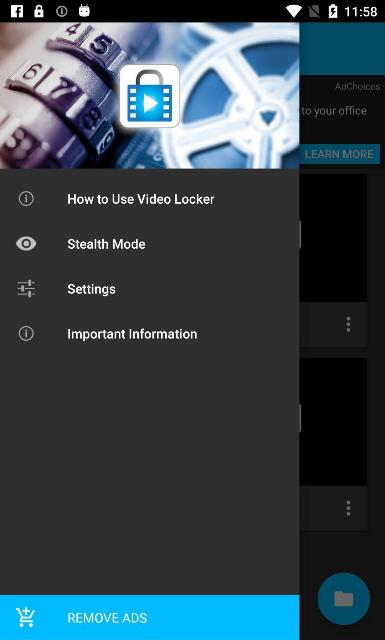 11:58
AdChoices
to your office
LEARN MORE
How to Use Video Locker
Stealth Mode
Settings
Important Information
REMOVE ADS